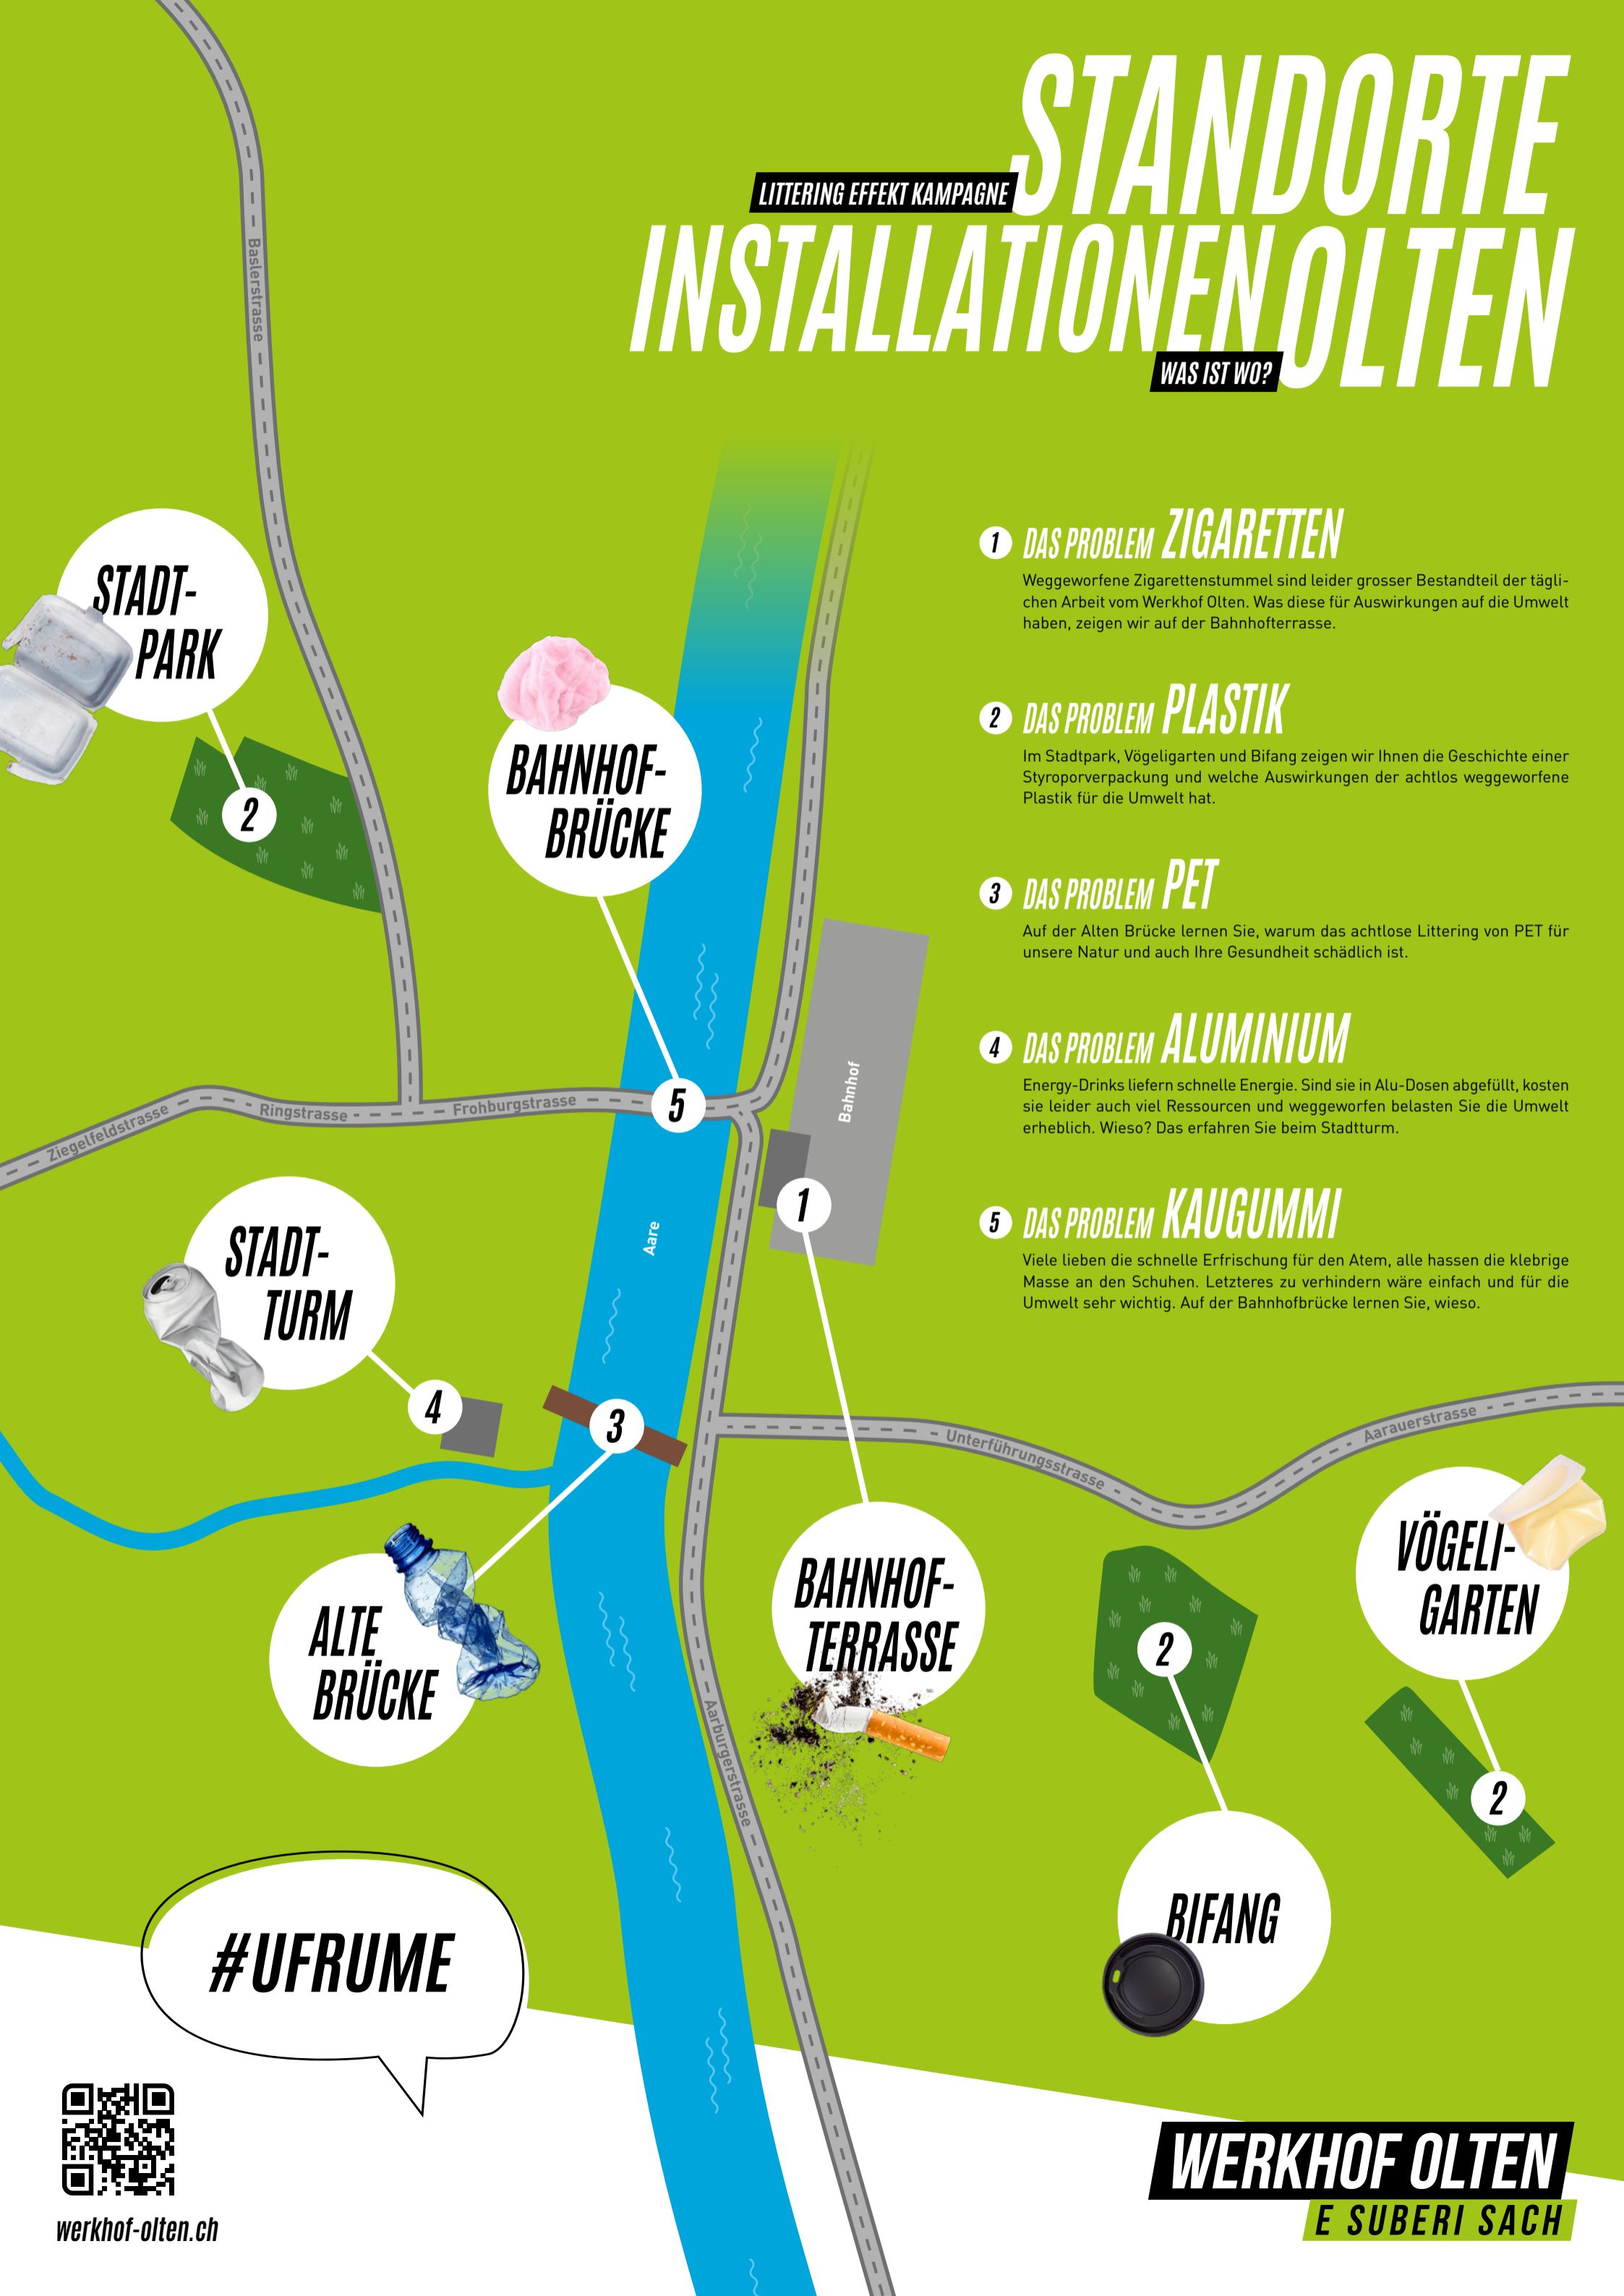 STANDORTE
LITTERING EFFEKT KAMPAGNE
INSTALLATIONEN OLTEN
WAS IST WO?
Baslerstrasse
1 DAS PROBLEM ZIGARETTEN
Weggeworfene Zigarettenstummel sind leider grosser Bestandteil der tägli-
chen Arbeit vom Werkhof Olten. Was diese für Auswirkungen auf die Umwelt
haben, zeigen wir auf der Bahnhofterrasse.
2 DAS PROBLEM PLASTIK
Im Stadtpark, Vögeligarten und Bifang zeigen wir Ihnen die Geschichte einer
Styroporverpackung und welche Auswirkungen der achtlos weggeworfene
Plastik für die Umwelt hat.
3 DAS PROBLEM PET
Auf der Alten Brücke lernen Sie, warum das achtlose Littering von PET für
unsere Natur und auch Ihre Gesundheit schädlich ist.
4 DAS PROBLEM ALUMINIUM
Energy-Drinks liefern schnelle Energie. Sind sie in Alu-Dosen abgefüllt, kosten
sie leider auch viel Ressourcen und weggeworfen belasten Sie die Umwelt
erheblich. Wieso? Das erfahren Sie beim Stadtturm.
5 DAS PROBLEM KAUGUMMI
Viele lieben die schnelle Erfrischung für den Atem, alle hassen die klebrige
Masse an den Schuhen. Letzteres zu verhindern wäre einfach und für die
Umwelt sehr wichtig. Auf der Bahnhofbrücke lernen Sie, wieso.
STADT-
PARK
2
BAHNHOF-
BRÜCKE
5
Bahnhof
1
Ziegelfeldstrasse
Ringstrasse
Frohburgstrasse
Aare
STADT-
TURM
4
3
Unterführungsstrasse
Aarauerstrasse
ALTE
BRÜCKE
BAHNHOF-
TERRASSE
Aarburgerstrasse
2
VÖGELI-
GARTEN
2
BIFANG
#UFRUME
werkhof-olten.ch
WERKHOF OLTEN
E SUBERI SACH